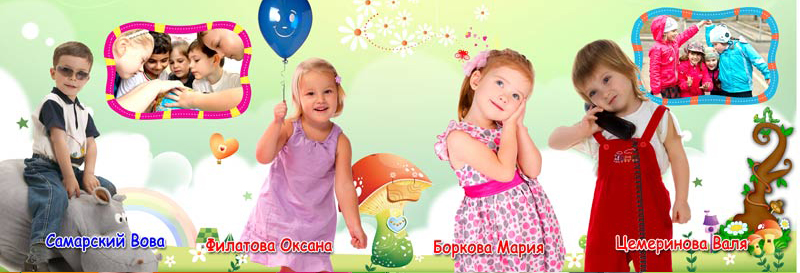 Самарский Вова
Филатова Оксана
Боркова Мария
Цемеринова Валя